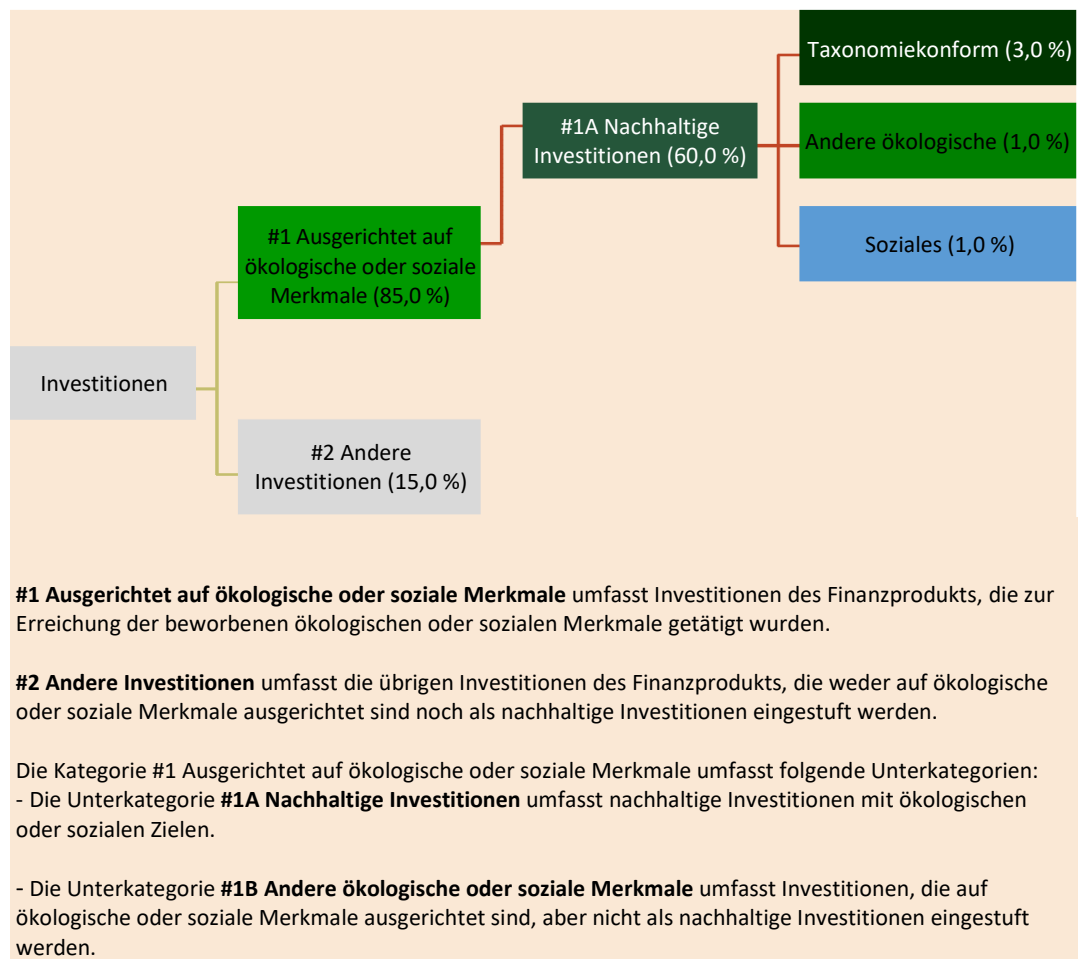 Taxonomiekonform (3,0 %)
#1A Nachhaltige
Investitionen (60,0 %)
Andere ökologische (1,0 %)
#1 Ausgerichtet auf
ökologische oder soziale
Merkmale (85,0 %)
Soziales (1,0 %)
Investitionen
#2 Andere
Investitionen (15,0 %)
#1 Ausgerichtet auf ökologische oder soziale Merkmale umfasst Investitionen des Finanzprodukts, die zur
Erreichung der beworbenen ökologischen oder sozialen Merkmale getätigt wurden.
#2 Andere Investitionen umfasst die übrigen Investitionen des Finanzprodukts, die weder auf ökologische
oder soziale Merkmale ausgerichtet sind noch als nachhaltige Investitionen eingestuft werden.
Die Kategorie #1 Ausgerichtet auf ökologische oder soziale Merkmale umfasst folgende Unterkategorien:
- Die Unterkategorie #1A Nachhaltige Investitionen umfasst nachhaltige Investitionen mit ökologischen
oder sozialen Zielen.
- Die Unterkategorie #1B Andere ökologische oder soziale Merkmale umfasst Investitionen, die auf
ökologische oder soziale Merkmale ausgerichtet sind, aber nicht als nachhaltige Investitionen eingestuft
werden.